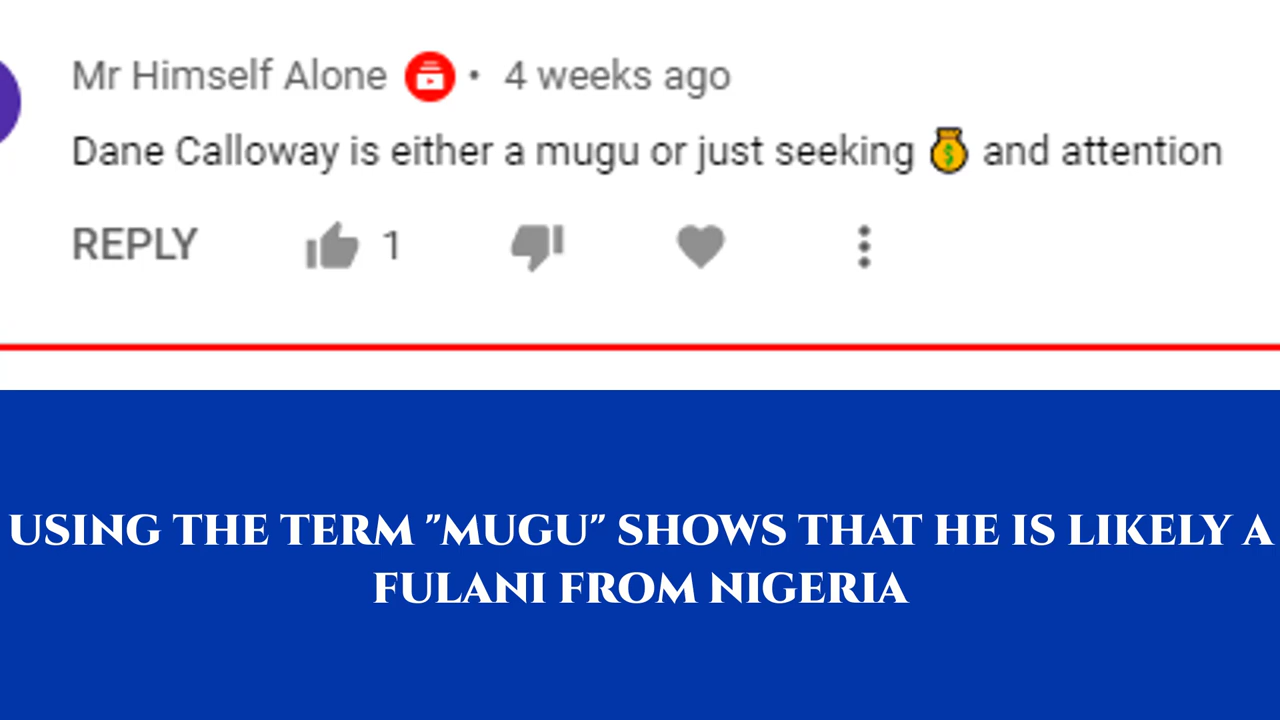 Mr Himself Alone • 4 weeks ago
Dane Calloway is either a mugu or just seeking 💰 and attention
REPLY 1
USING THE TERM "MUGU" SHOWS THAT HE IS LIKELY A
FULANI FROM NIGERIA